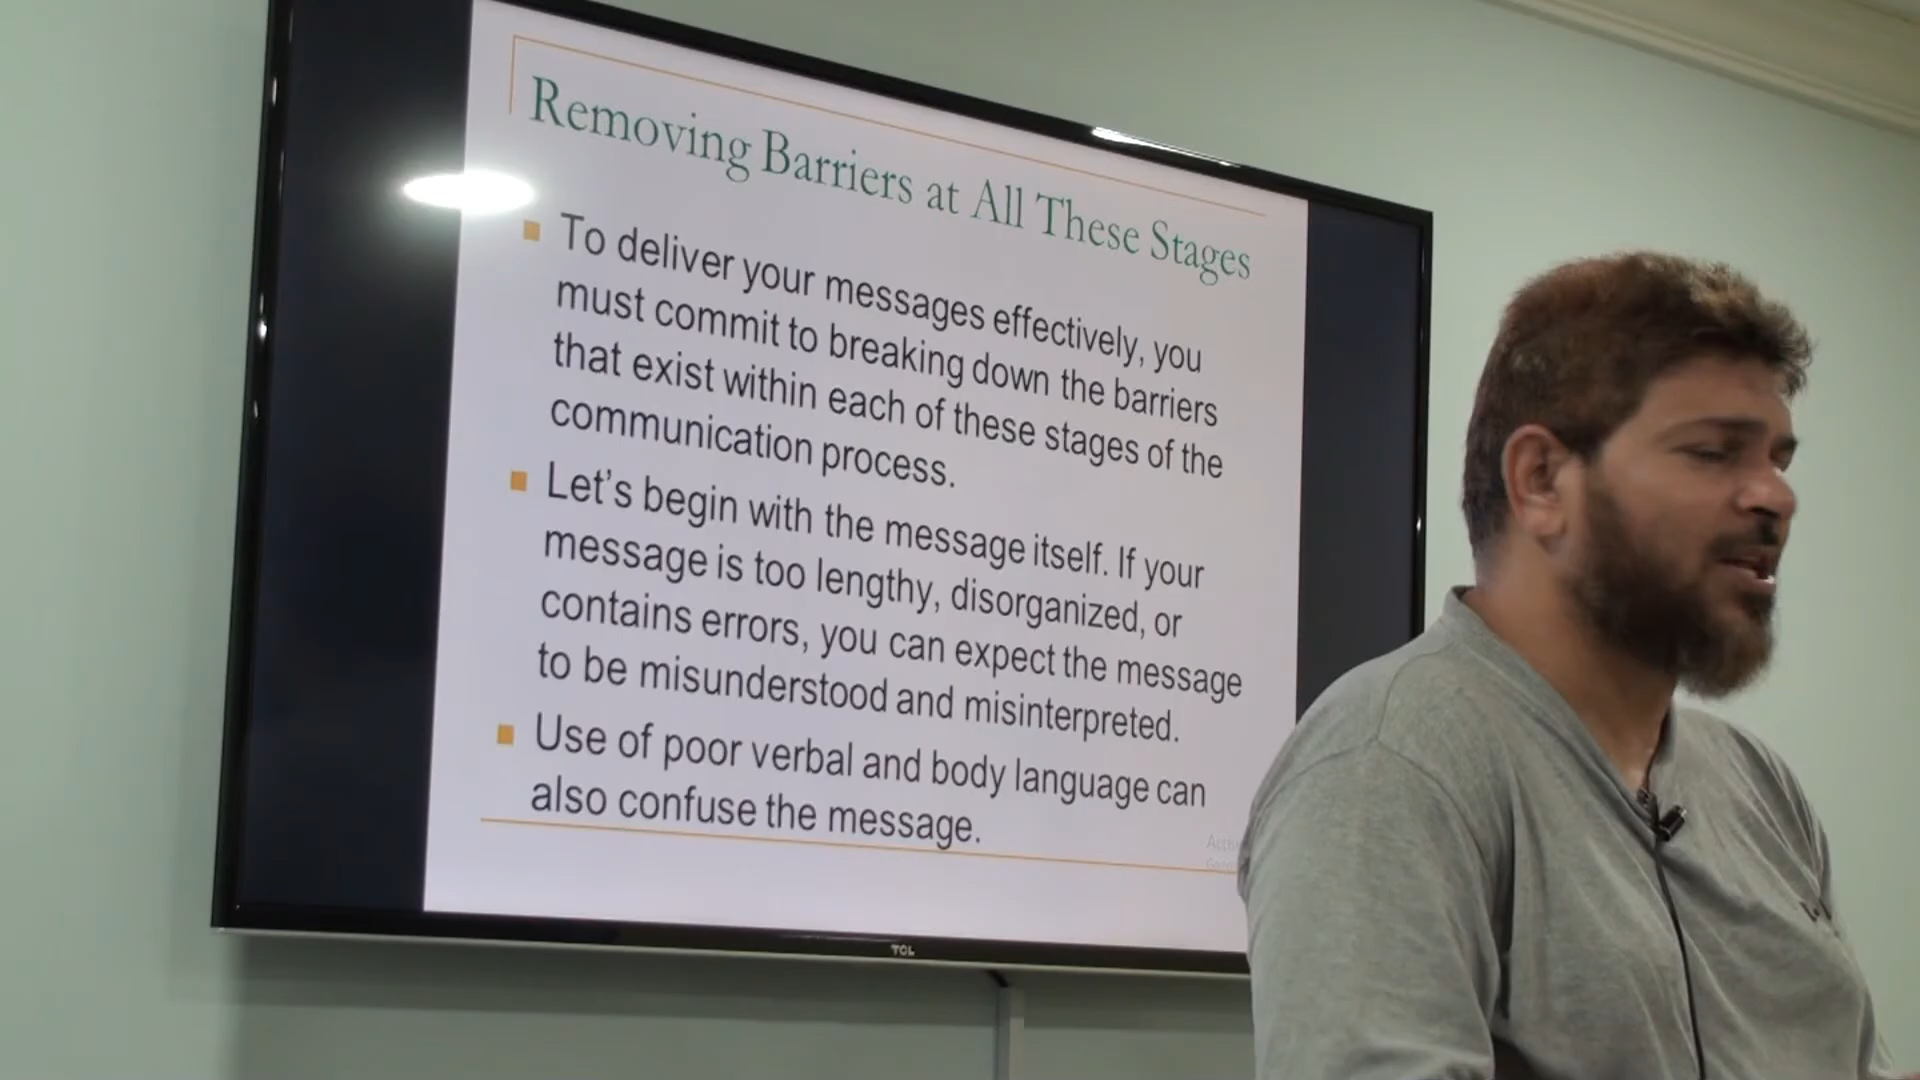 Removing Barriers at All These Stages
To deliver your messages effectively, you
must commit to breaking down the barriers
that exist within each of these stages of the
communication process.
Let's begin with the message itself. If your
message is too lengthy, disorganized, or
contains errors, you can expect the message
to be misunderstood and misinterpreted.
Use of poor verbal and body language can
also confuse the message.
TCL